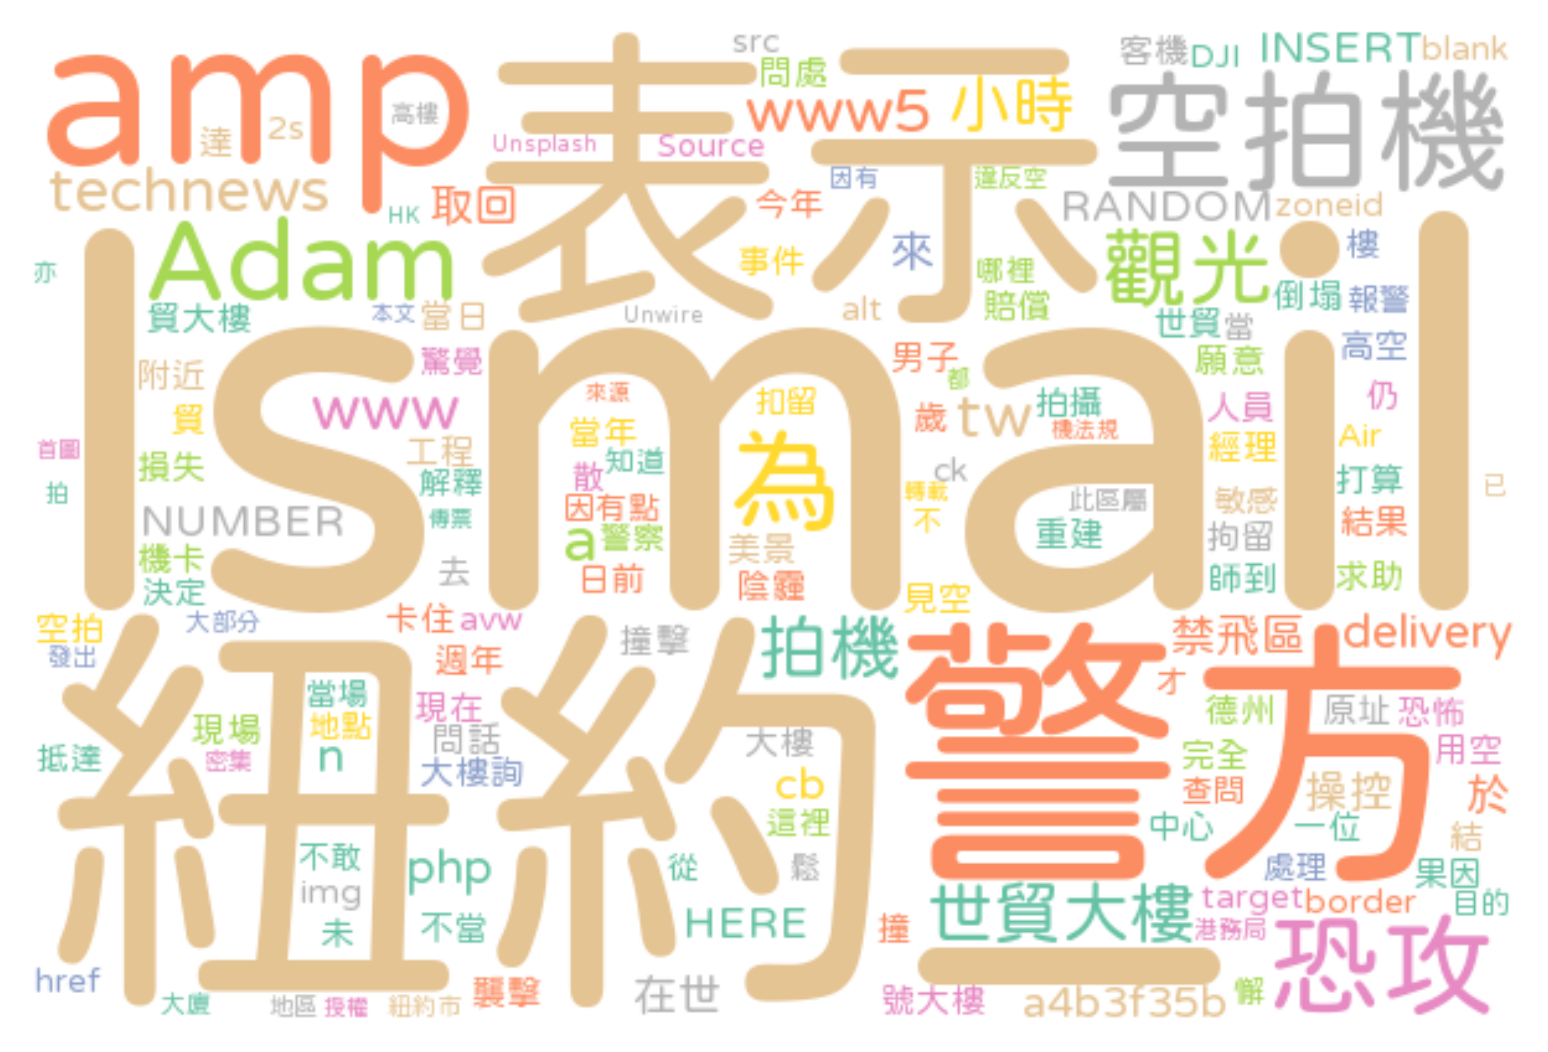 src
客機
DJI
INSERT
blank
amp
表示
問處
空拍機
www5
小時
高樓
2s
達
Unsplash
Source
technews
因有
違反空
取回
HK
今年
RANDOM
zoneid
Adam
事件
來
哪裡
觀光
樓
亦
貿大樓
本文
當日
Unwire
alt
賠償
倒塌
報警
世貿
當
Ismail
附近
驚覺
男子
都
願意
高空
貿
www
來源
扣留
歲
tw
拍攝
機法規
人員
仍
首圖
損失
工程
當年
知道
為
ck
經理
Air
拍
解釋
散
轉載
此區屬
敏感
打算
已
NUMBER
傳票
因有點
不
重建
拘留
結果
機卡
a
警察
美景
決定
去
日前
陰霾
見空
師到
求助
空拍
大部分
卡住
avw
撞擊
拍機
警方
禁飛區
delivery
發出
紐約
週年
才
當場
現在
德州
原址
恐怖
現場
地點
問話
大樓
完全
用空
抵達
密集
n
大樓詢
cb
查問
操控
於
這裡
中心
一位
結
不敢
php
從
鬆
處理
果因
img
世貿大樓
target
border
目的
未
不當
HERE
撞
港務局
恐攻
href
一
大廈
地區
授權
紐約市
襲擊
在世
號大樓
a4b3f35b
懈